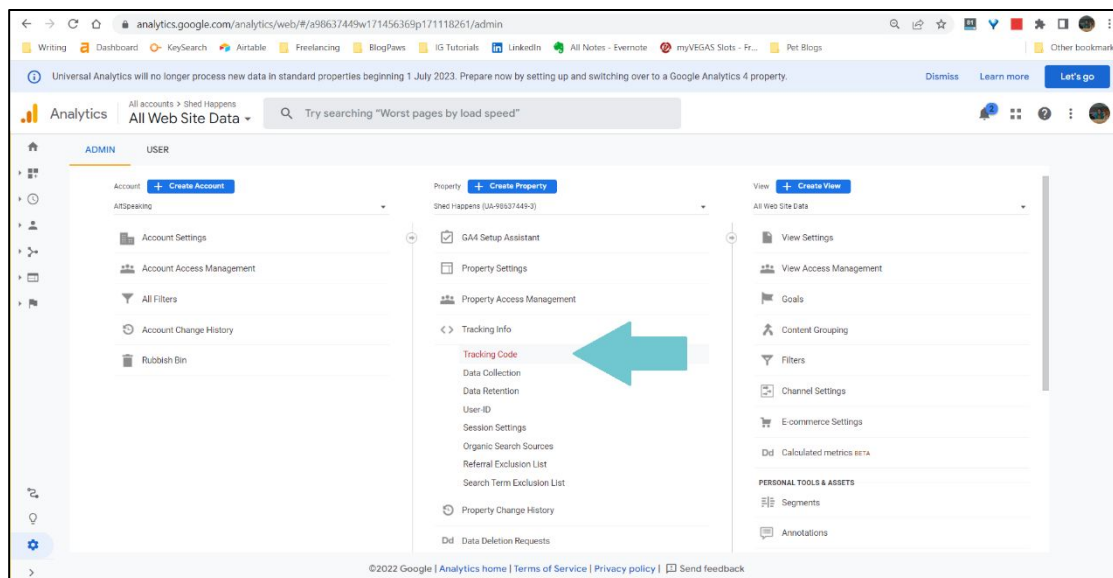 analytics.google.com/analytics/web/#/a98637449w171456369p171118261/admin
Writing Dashboard KeySearch Airtable Freelancing BlogPaws IG Tutorials LinkedIn All Notes - Evernote myVEGAS Slots - Fr... Pet Blogs Other bookmark
Universal Analytics will no longer process new data in standard properties beginning 1 July 2023. Prepare now by setting up and switching over to a Google Analytics 4 property. Dismiss Learn more Let's go
All accounts > Shed Happens
Analytics All Web Site Data Try searching "Worst pages by load speed" 2
ADMIN USER
Account + Create Account Property + Create Property View + Create View
AltSpeaking Shed Happens (UA-98637449-3) All Web Site Data
Account Settings GA4 Setup Assistant View Settings
Account Access Management Property Settings View Access Management
All Filters Property Access Management Goals
Account Change History <> Tracking Info Content Grouping
Rubbish Bin Tracking Code Filters
Data Collection
Data Retention Channel Settings
User-ID
Session Settings E-commerce Settings
Organic Search Sources Dd Calculated metrics BETA
Referral Exclusion List
Search Term Exclusion List PERSONAL TOOLS & ASSETS
Segments
Property Change History
Annotations
Dd Data Deletion Requests
©2022 Google | Analytics home | Terms of Service | Privacy policy | Send feedback